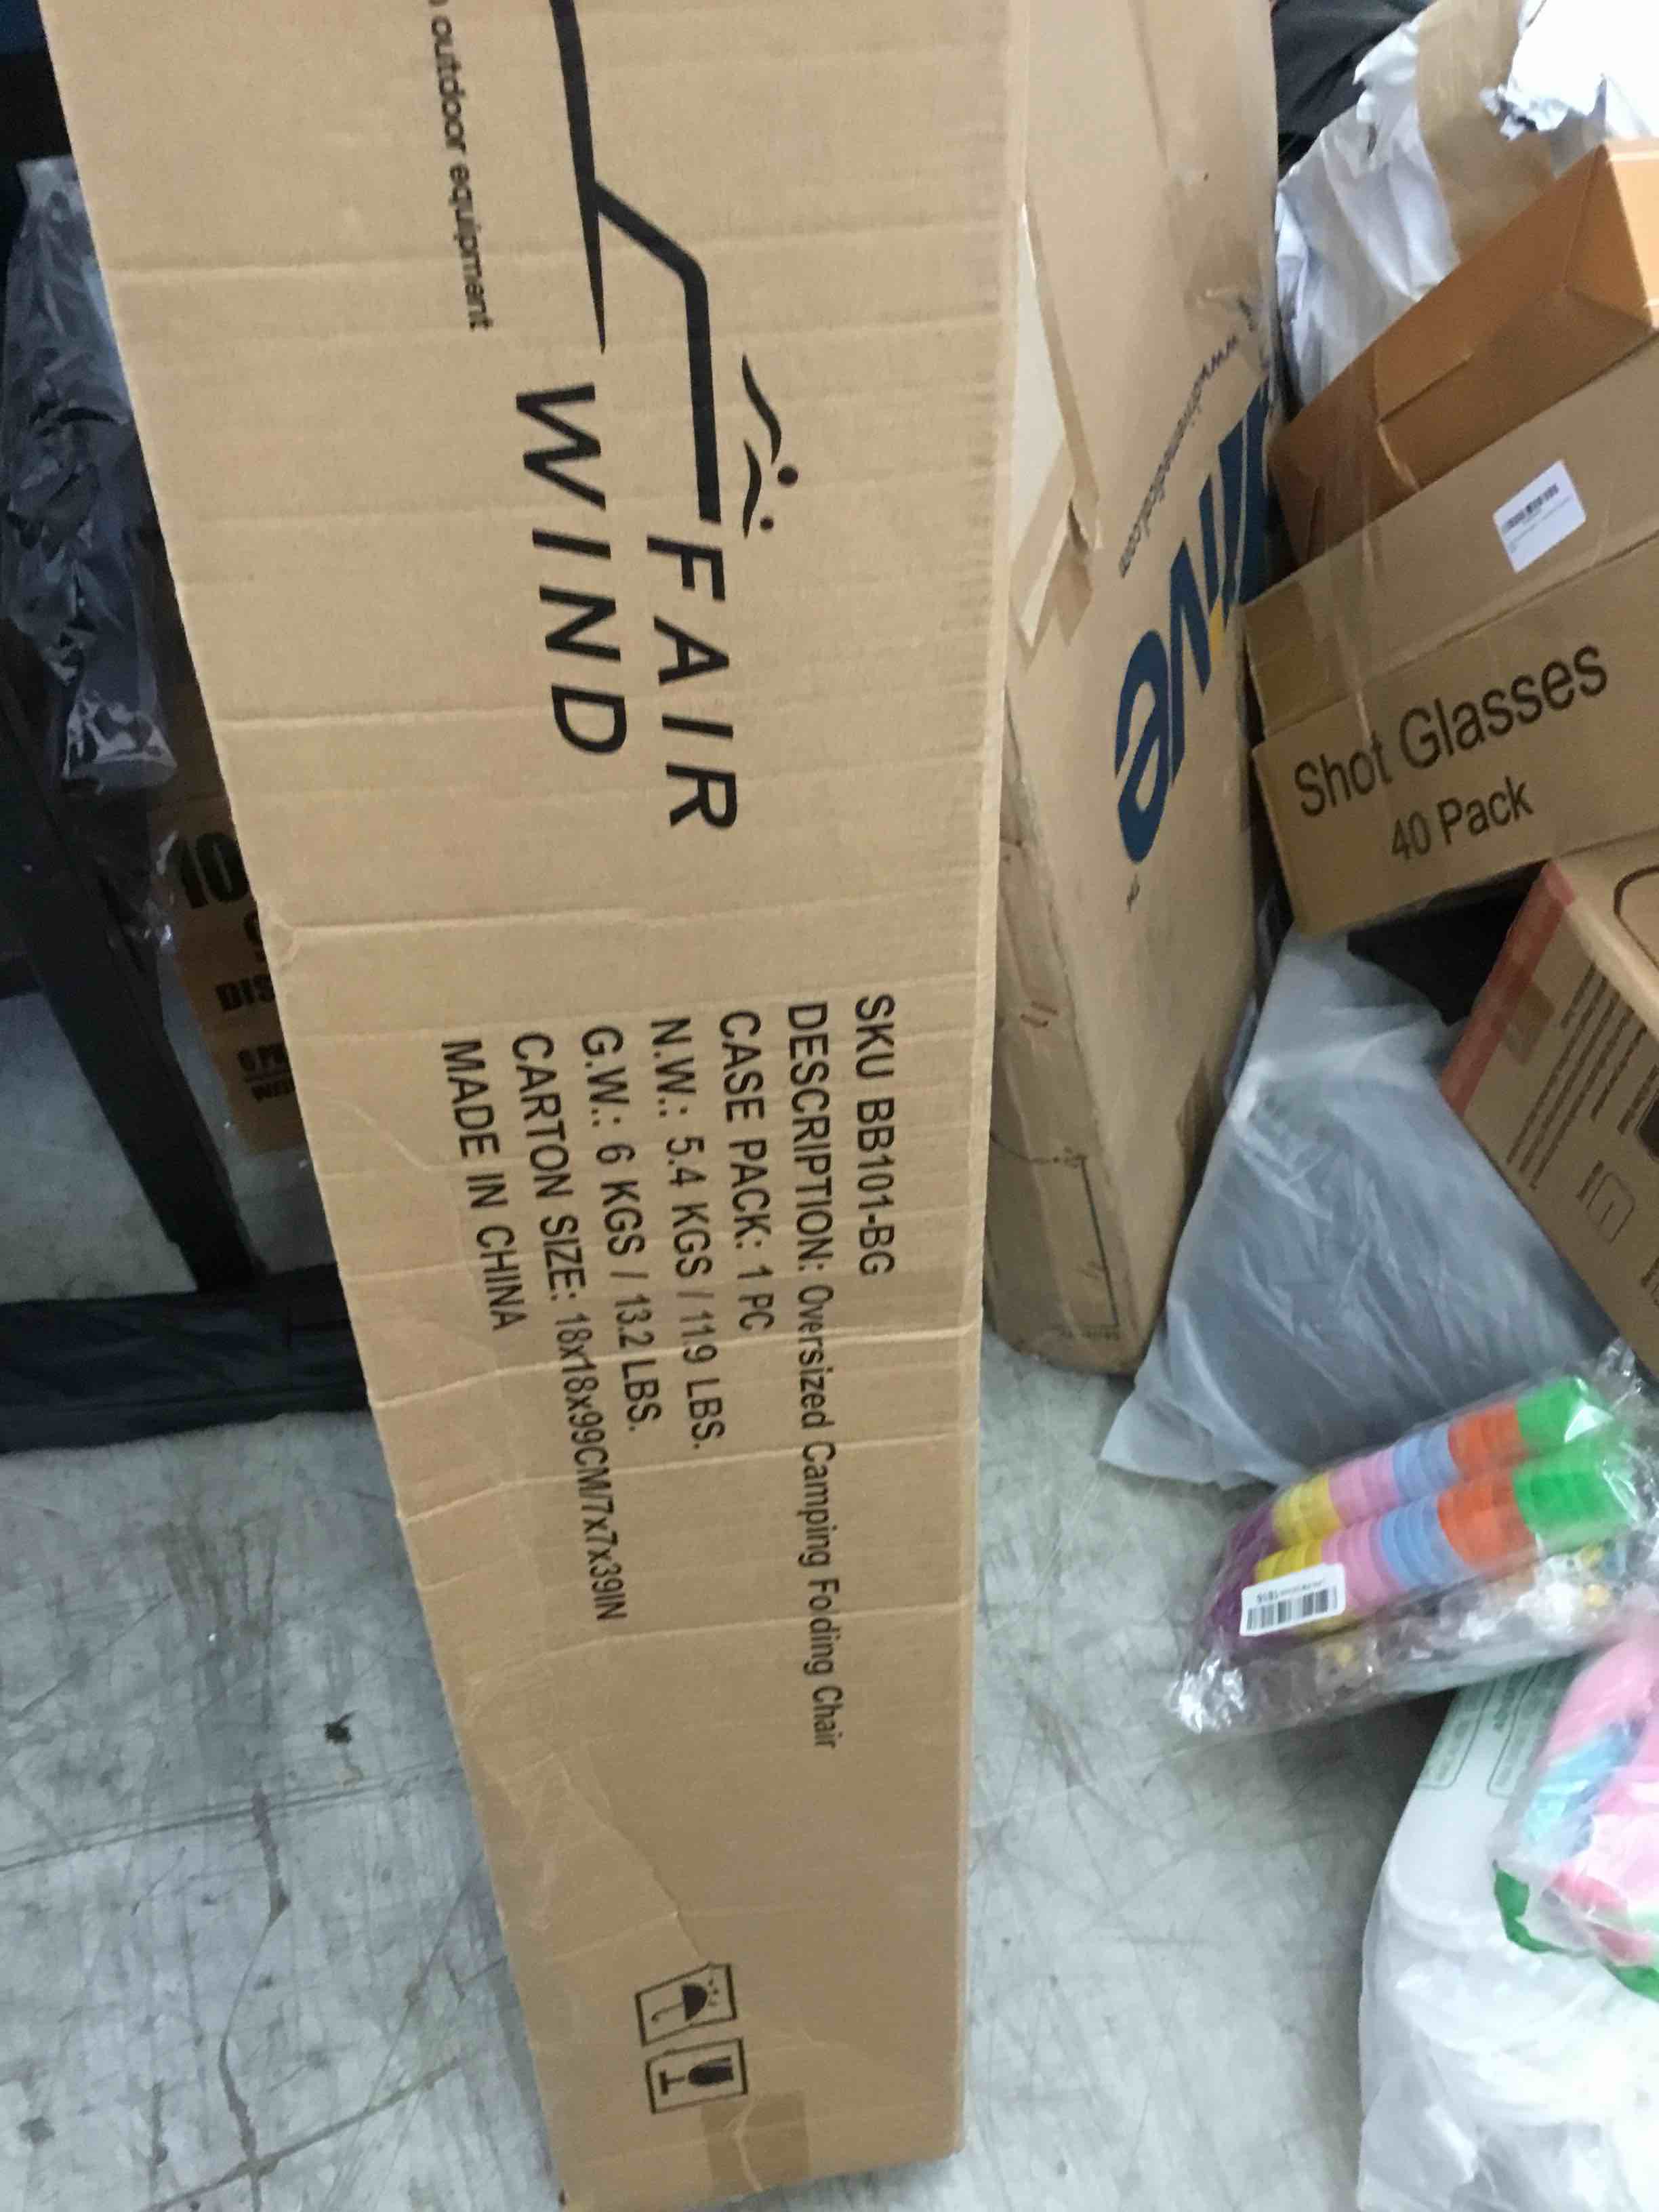 outdoor equipment
FAIR
WIND
SKU BB101-BG
DESCRIPTION: Oversized Camping Foding Chair
CASE PACK: 1 PC
N.W.: 5.4 KGS / 11.9 LBS.
G.W.: 6 KGS / 13.2 LBS.
CARTON SIZE: 18x18x99CM/7x7x39IN
MADE IN CHINA
Shot Glasses
40 Pack
10
DIS